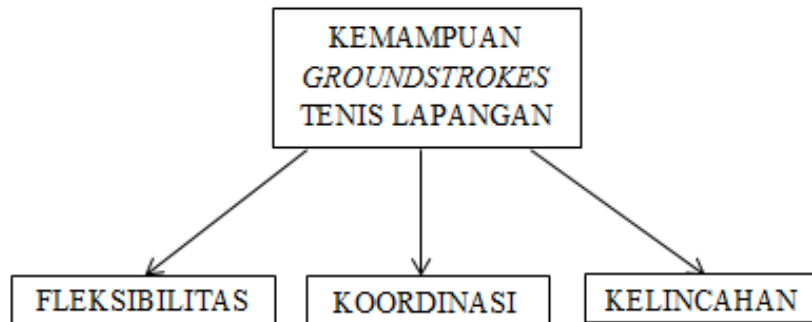 KEMAMPUAN
GROUNDSTROKES
TENIS LAPANGAN
FLEKSIBILITAS
KOORDINASI
KELINCAHAN